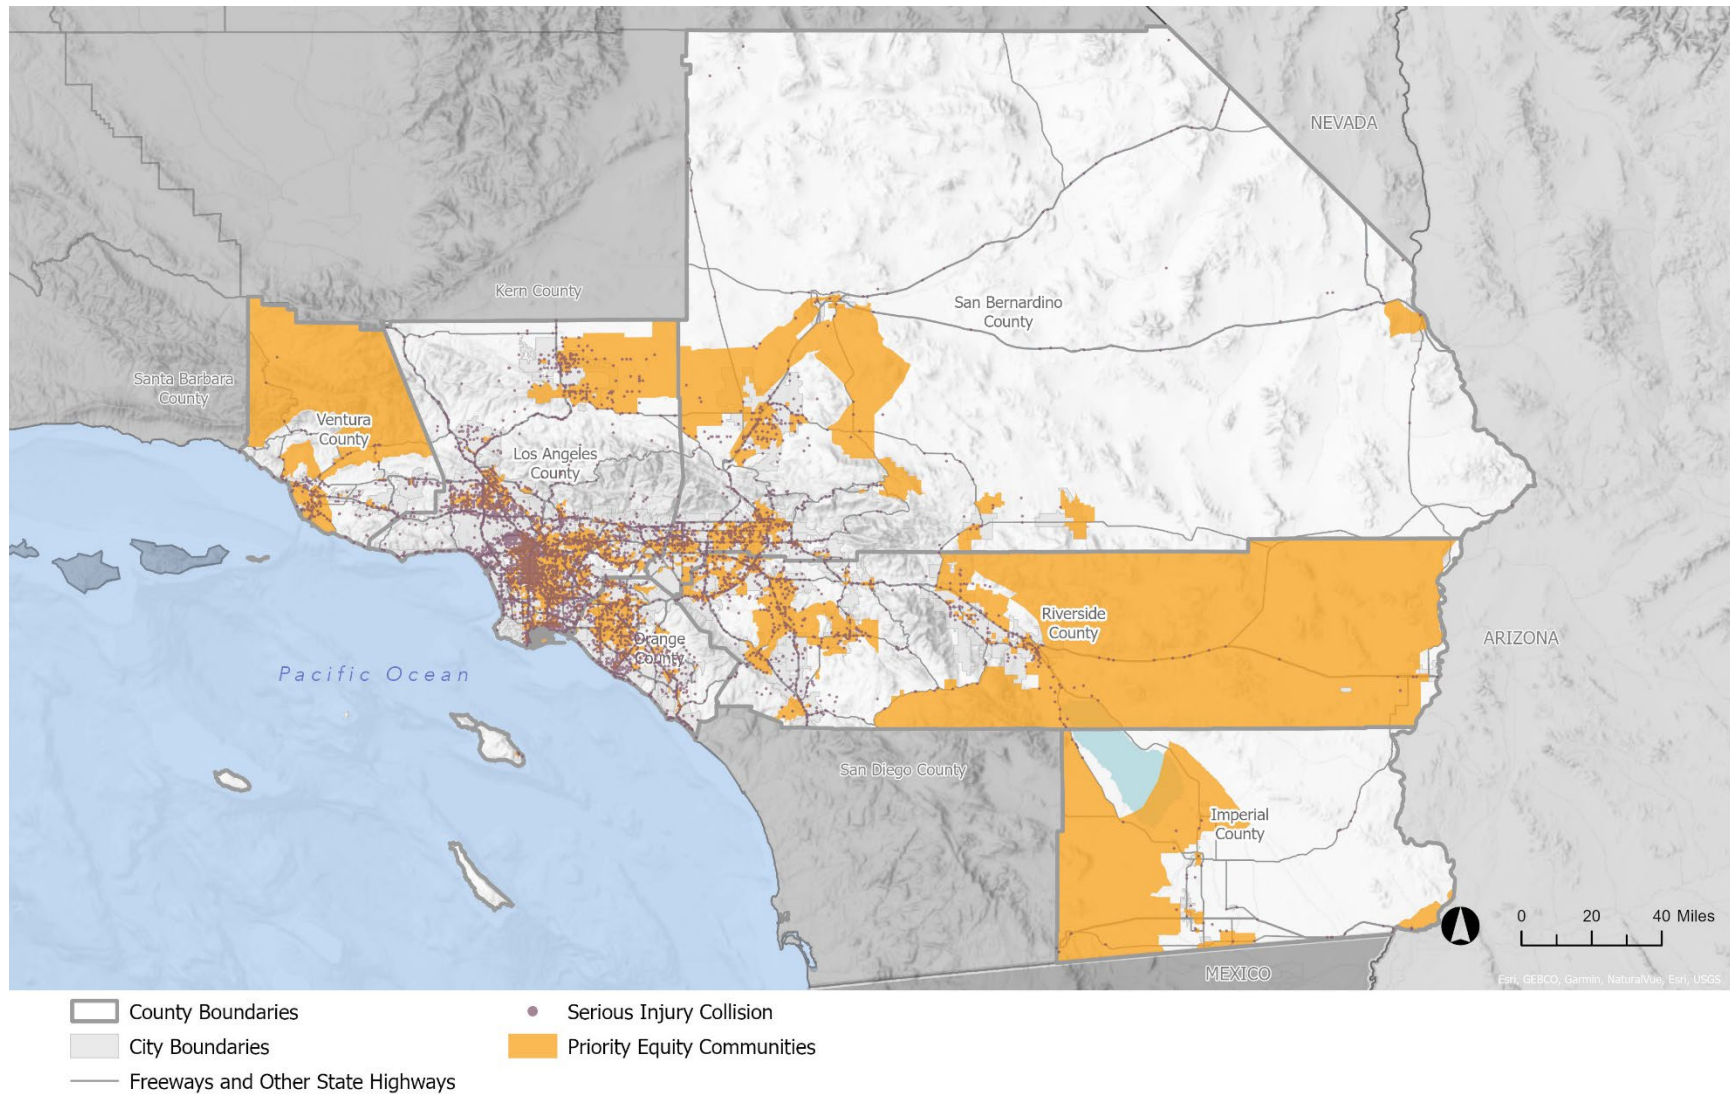 NEVADA
Kern County
San Bernardino
County
Santa Barbara
County
Ventura
County
Los Angeles
County
Riverside
County
ARIZONA
Orange
County
Pacific Ocean
San Diego County
Imperial
County
0 20 40 Miles
MEXICO
Esri, GEBCO, Garmin, NaturalVue, Esri, USGS
County Boundaries
City Boundaries
Freeways and Other State Highways
Serious Injury Collision
Priority Equity Communities